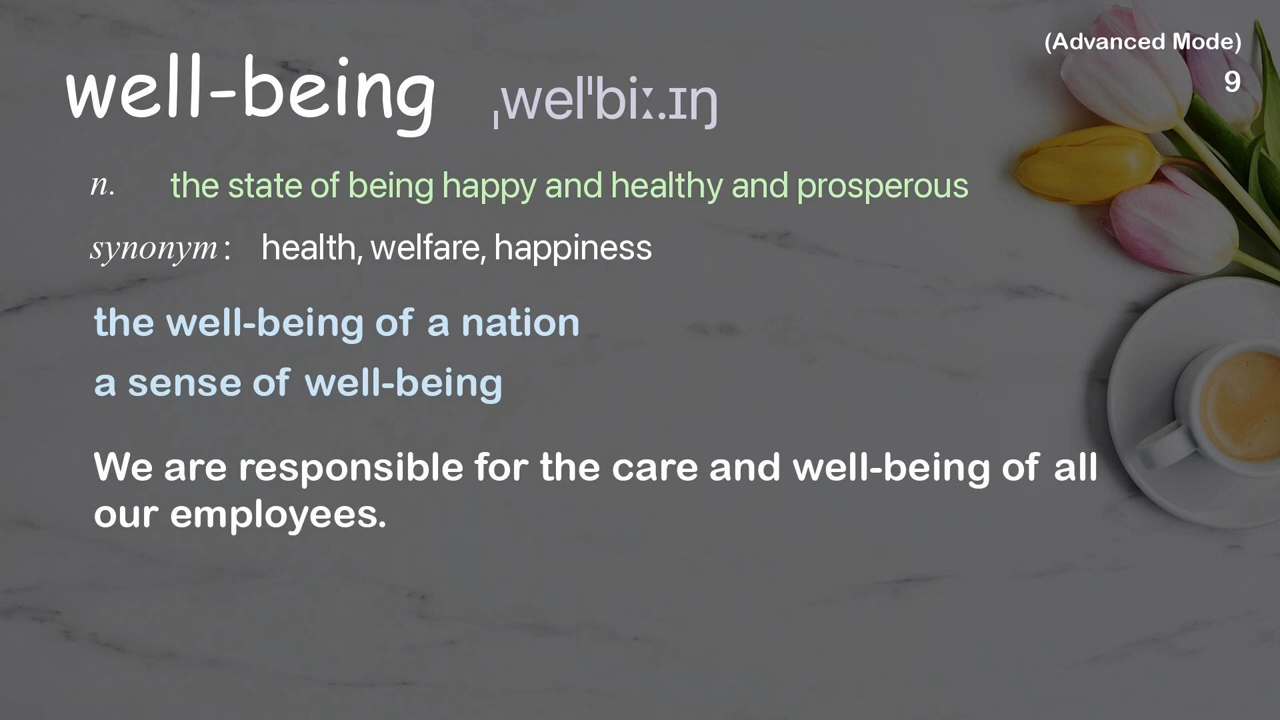 (Advanced Mode)
9
well-being ˌwelˈbiː.ɪŋ
n. the state of being happy and healthy and prosperous
synonym: health, welfare, happiness
the well-being of a nation
a sense of well-being
We are responsible for the care and well-being of all
our employees.